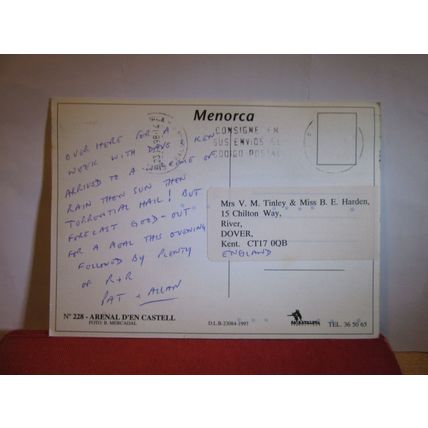 Menorca
CONSIGNE EN
SUS ENVIOS EL
CODIGO POSTAL
OVER HERE FOR A
WEEK WITH DAVE KEN
ARRIVED TO A OF
RAIN THEN SUN THEN
TORRENTIAL HAIL! BUT
FORECAST GOOD - OUT
FOR A MEAL THIS EVENING
FOLLOWED BY PLENTY
OF R+R
PAT & ALLAN
Mrs V. M. Tinley & Miss B. E. Harden,
15 Chilton Way,
River,
DOVER,
Kent. CT17 0QB
ENGLAND
Nº 228 - ARENAL D'EN CASTELL
FOTO: B. MERCADAL
D.L.B-23084-1997
TEL. 36 50 65